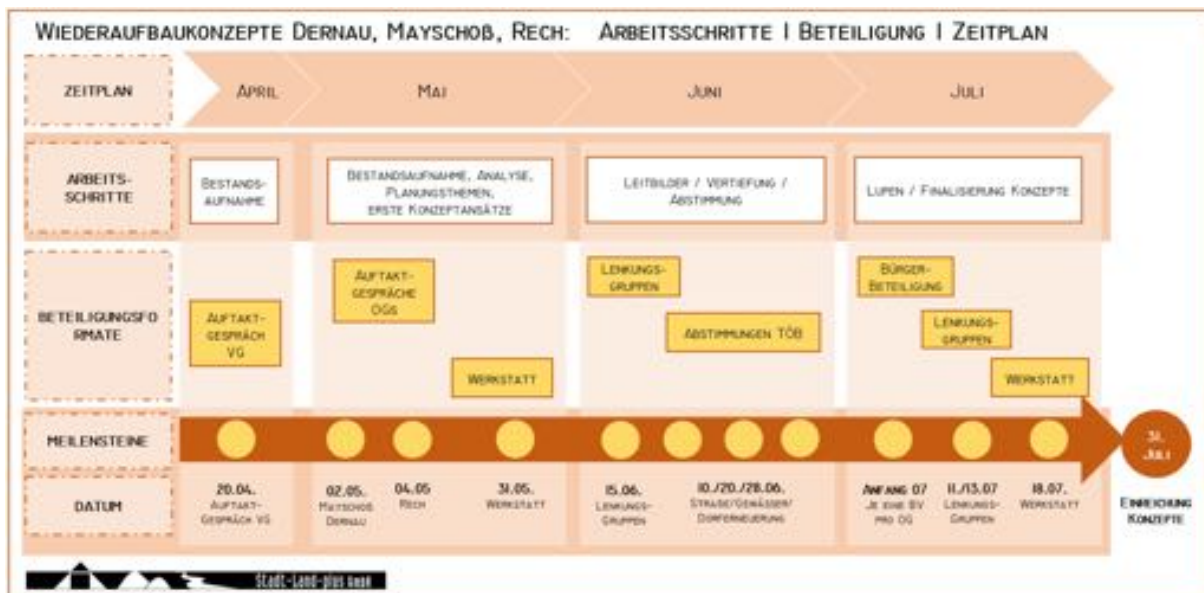 WIEDERAUFBAUKONZEPTE DERNAU, MAYSCHOß, RECH: ARBEITSSCHRITTE | BETEILIGUNG | ZEITPLAN
ZEITPLAN
APRIL
MAI
JUNI
JULI
ARBEITS-
SCHRITTE
BESTANDS-
AUFNAHME
BESTANDSAUFNAHME, ANALYSE,
PLANUNGSTHEMEN,
ERSTE KONZEPTANSÄTZE
LEITBILDER / VERTIEFUNG /
ABSTIMMUNG
LUPEN / FINALISIERUNG KONZEPTE
BETEILIGUNGSFO
RMATE
AUFTAKT-
GESPRÄCH
VG
AUFTAKT-
GESPRÄCHE
OGS
WERKSTATT
LENKUNGS-
GRUPPEN
ABSTIMMUNGEN TÖB
BÜRGER-
BETEILIGUNG
LENKUNGS-
GRUPPEN
WERKSTATT
MEILENSTEINE
31.
JULI
DATUM
20.04.
AUFTAKT-
GESPRÄCH VG
02.05.
MAYSCHOß
DERNAU
04.05
RECH
31.05.
WERKSTATT
15.06.
LENKUNGS-
GRUPPEN
10./20./28.06.
STRAßE/GEWÄSSER/
DORFERNEUERUNG
ANFANG 07
JE EINE BV
PRO OG
11./13.07
LENKUNGS-
GRUPPEN
18.07.
WERKSTATT
EINREICHUNG
KONZEPTE
Stadt-Land-plus GmbH